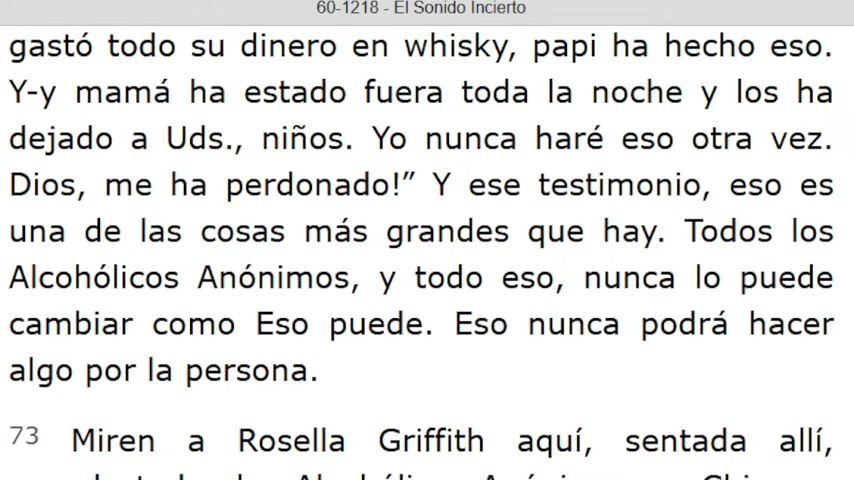 60-1218 - El Sonido Incierto
gastó todo su dinero en whisky, papi ha hecho eso.
Y-y mamá ha estado fuera toda la noche y los ha
dejado a Uds., niños. Yo nunca haré eso otra vez.
Dios, me ha perdonado!” Y ese testimonio, eso es
una de las cosas más grandes que hay. Todos los
Alcohólicos Anónimos, y todo eso, nunca lo puede
cambiar como Eso puede. Eso nunca podrá hacer
algo por la persona.
73 Miren a Rosella Griffith aquí, sentada allí,